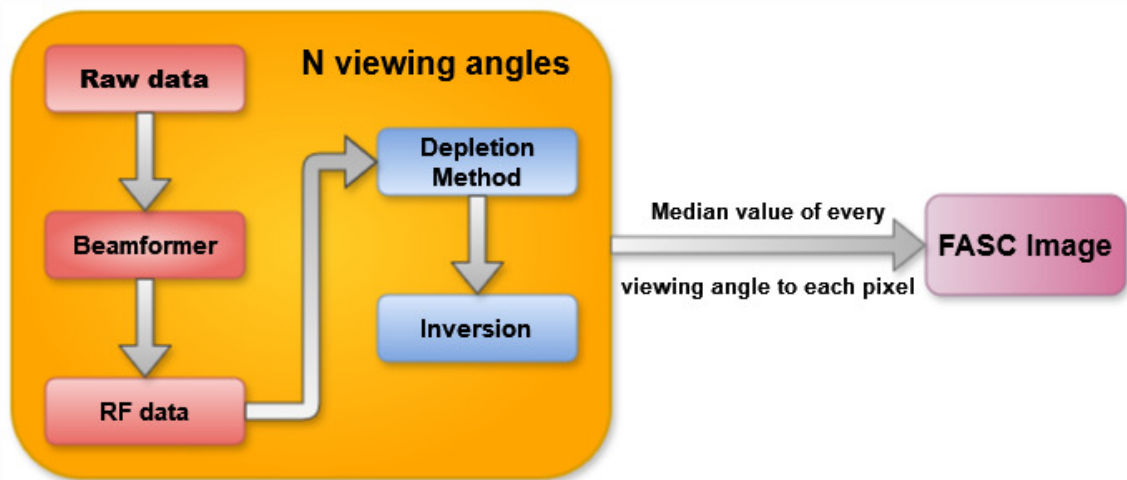 N viewing angles
Raw data
Beamformer
RF data
Depletion
Method
Inversion
Median value of every
viewing angle to each pixel
FASC Image